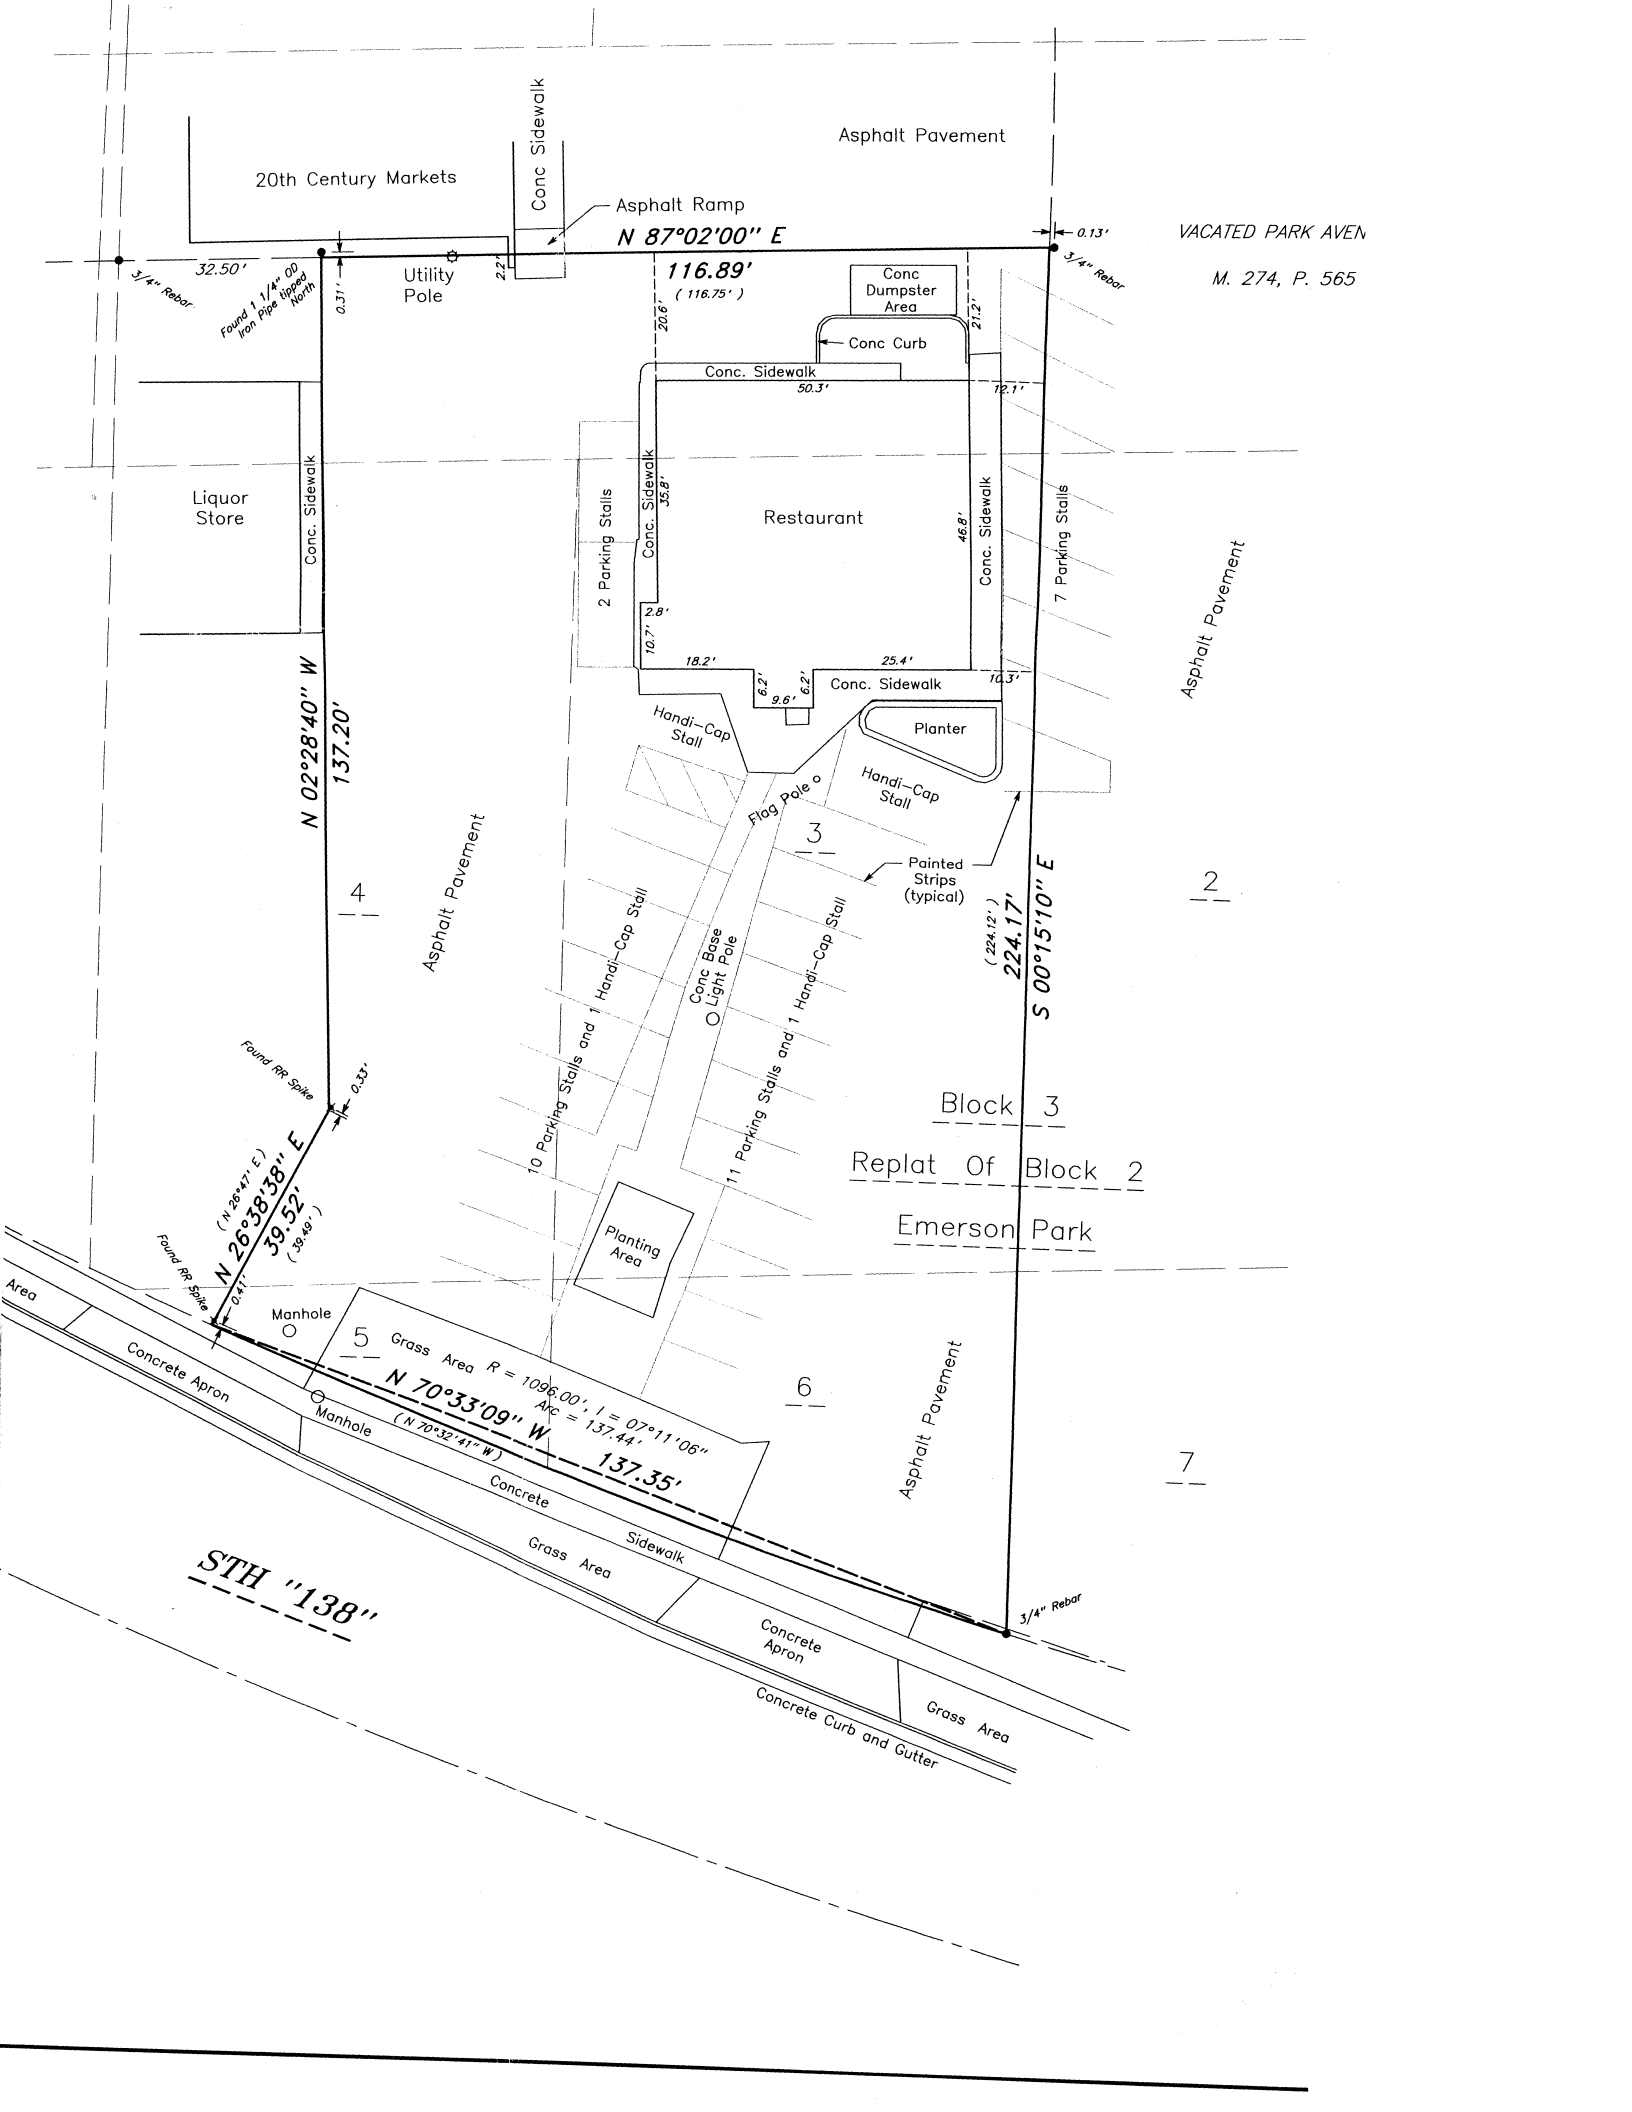 Conc Sidewalk
Asphalt Pavement
20th Century Markets
Asphalt Ramp
N 87°02'00" E
0.13'
VACATED PARK AVEN
M. 274, P. 565
3/4" Rebar
32.50'
3/4" Rebar
Found 1 1/4" OD
Iron Pipe tipped
North
0.31'
Utility
Pole
2.2'
116.89'
( 116.75' )
20.6'
Conc
Dumpster
Area
21.2'
Conc Curb
Conc. Sidewalk
50.3'
12.1'
Liquor
Store
Conc. Sidewalk
2 Parking Stalls
Conc. Sidewalk
35.8'
Restaurant
46.8'
Conc. Sidewalk
7 Parking Stalls
Asphalt Pavement
2.8'
10.7'
18.2'
25.4'
6.2'
9.6'
6.2'
Conc. Sidewalk
10.3'
Handi-Cap
Stall
Planter
N 02°28'40" W
137.20'
Handi-Cap
Stall
Flag Pole
3
Painted
Strips
(typical)
4
2
Asphalt Pavement
( 224.12' )
224.17'
S 00°15'10" E
10 Parking Stalls and 1 Handi-Cap Stall
Conc Base
Light Pole
11 Parking Stalls and 1 Handi-Cap Stall
Found RR Spike
0.33'
Block 3
Replat Of Block 2
Emerson Park
( N 26°47' E )
N 26°38'38" E
39.52'
( 39.49' )
Found RR Spike
0.41'
Planting
Area
Manhole
5
Grass Area
R = 1096.00', I = 07°11'06"
Arc = 137.44'
N 70°33'09" W
137.35'
( N 70°32'41" W )
6
Asphalt Pavement
7
Area
Concrete Apron
Manhole
Concrete
Sidewalk
Grass Area
STH "138"
3/4" Rebar
Concrete
Apron
Grass Area
Concrete Curb and Gutter